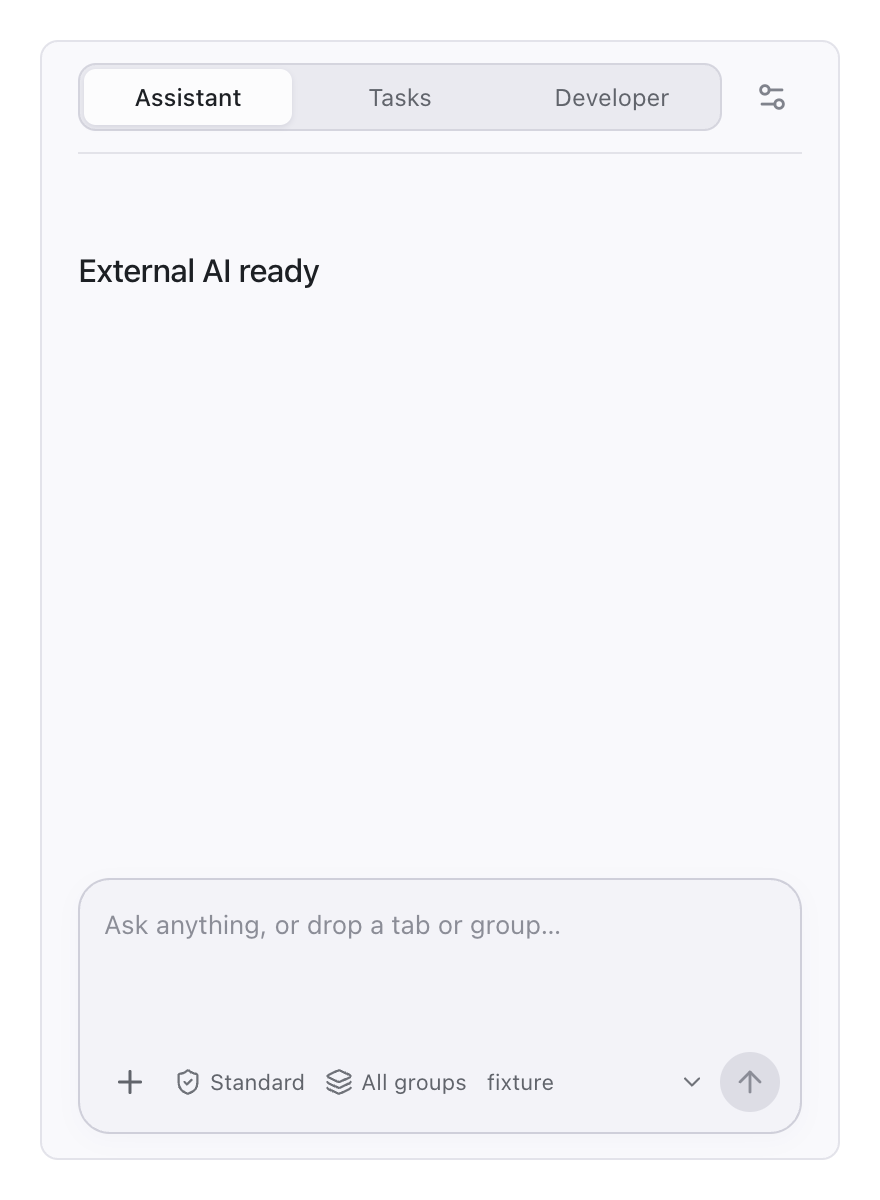 Assistant Tasks Developer
External AI ready
Ask anything, or drop a tab or group...
Standard All groups fixture